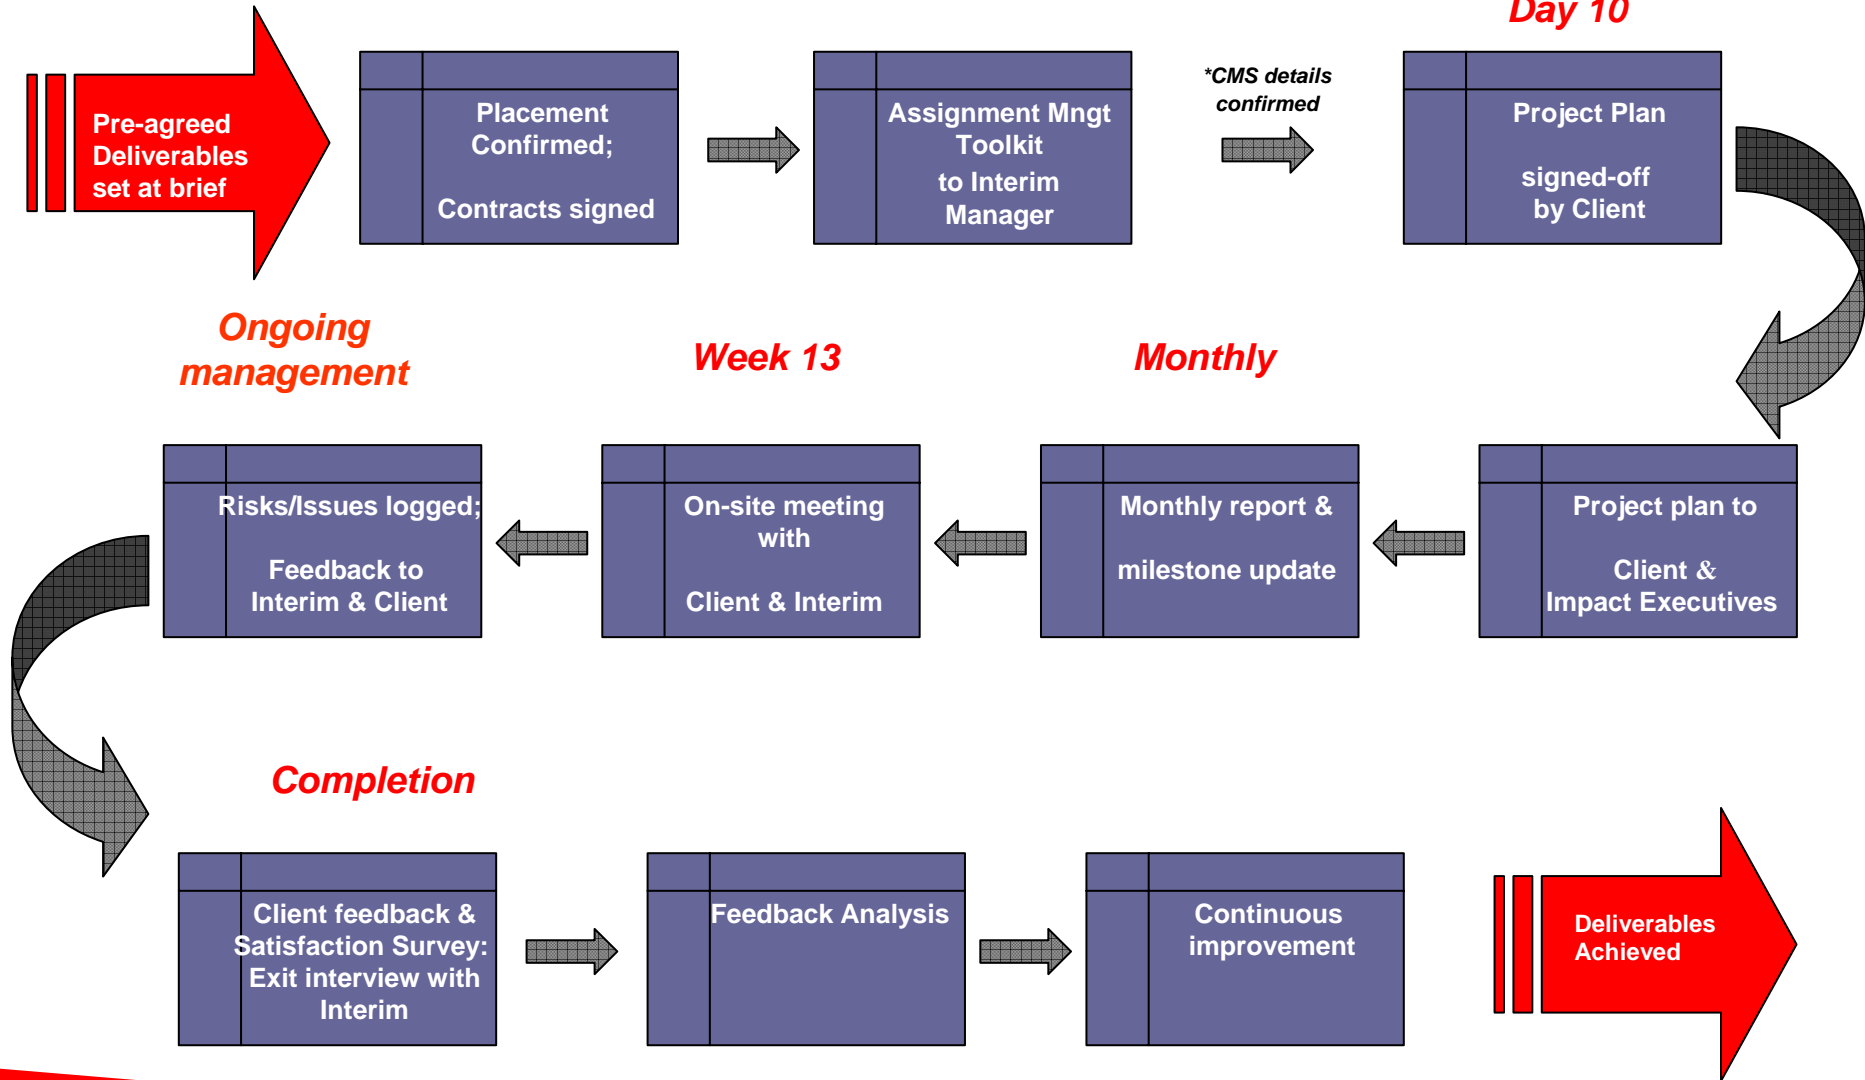 Day 10
Pre-agreed
Deliverables
set at brief
Placement
Confirmed;
Contracts signed
Assignment Mngt
Toolkit
to Interim
Manager
*CMS details
confirmed
Project Plan
signed-off
by Client
Ongoing
management
Week 13
Monthly
Risks/Issues logged;
Feedback to
Interim & Client
On-site meeting
with
Client & Interim
Monthly report &
milestone update
Project plan to
Client &
Impact Executives
Completion
Client feedback &
Satisfaction Survey:
Exit interview with
Interim
Feedback Analysis
Continuous
improvement
Deliverables
Achieved